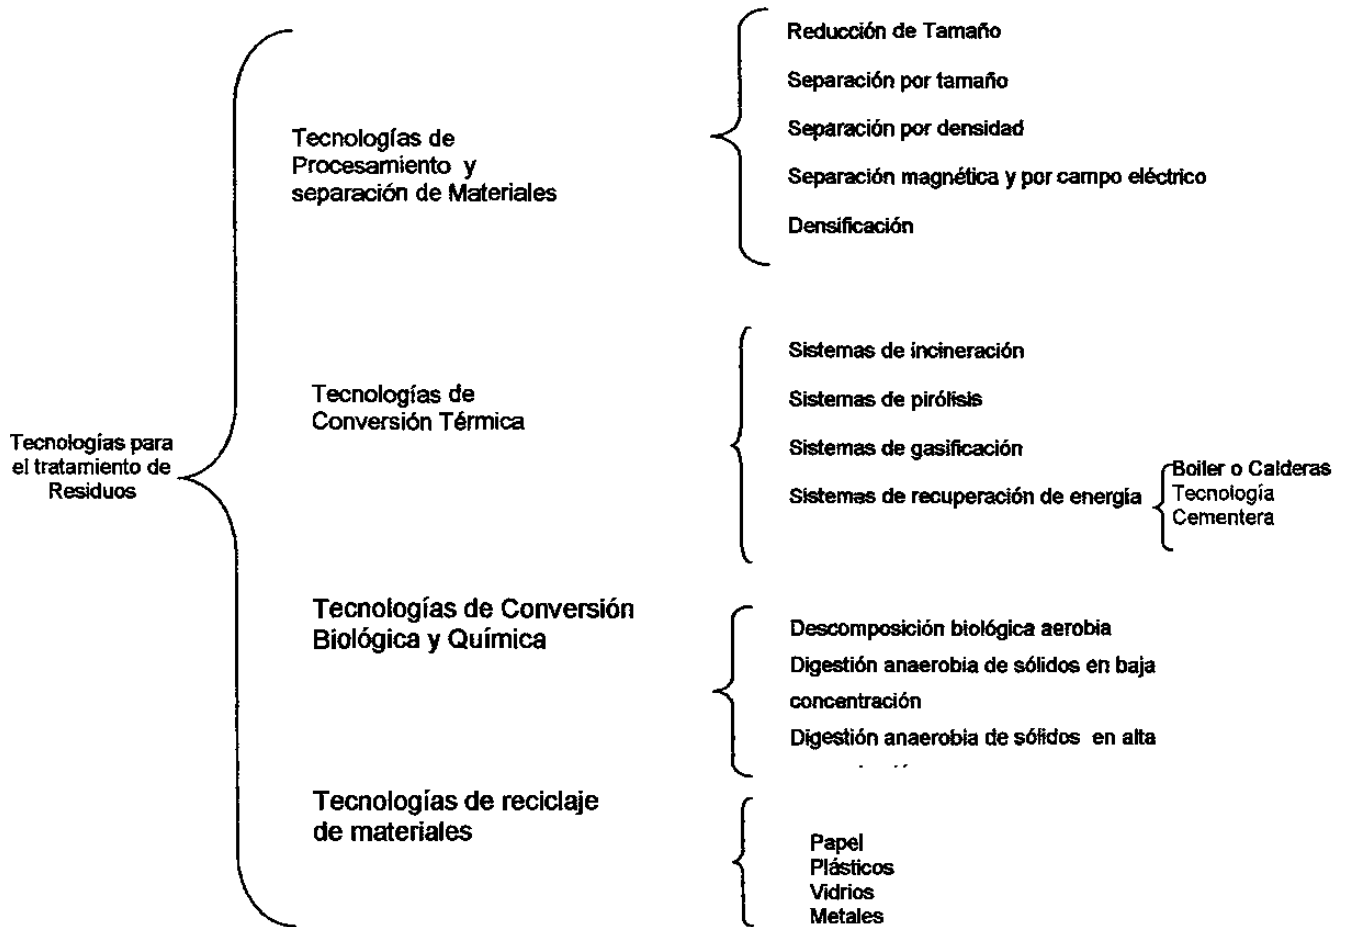 Tecnologías para
el tratamiento de
Residuos
Tecnologías de
Procesamiento y
separación de Materiales
Reducción de Tamaño
Separación por tamaño
Separación por densidad
Separación magnética y por campo eléctrico
Densificación
Tecnologías de
Conversión Térmica
Sistemas de incineración
Sistemas de pirólisis
Sistemas de gasificación
Sistemas de recuperación de energía
Boiler o Calderas
Tecnología
Cementera
Tecnologías de Conversión
Biológica y Química
Descomposición biológica aerobia
Digestión anaerobia de sólidos en baja
concentración
Digestión anaerobia de sólidos en alta
Tecnologías de reciclaje
de materiales
Papel
Plásticos
Vidrios
Metales